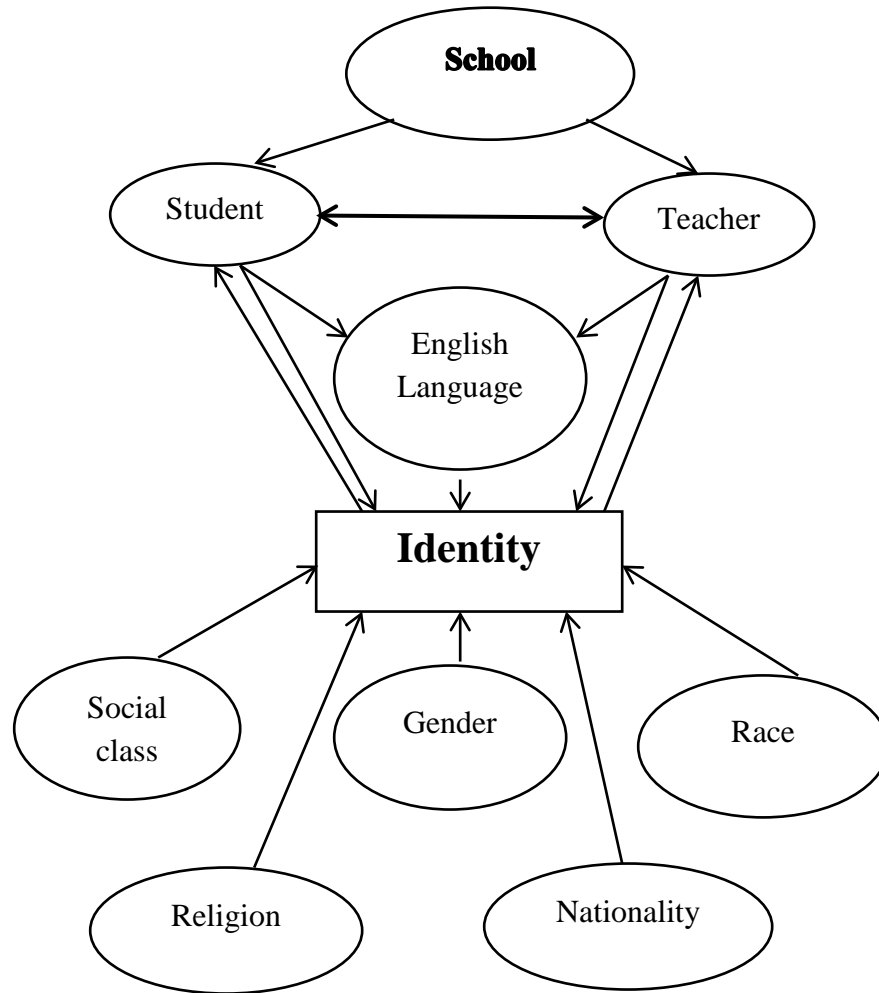 School
Student
Teacher
English
Language
Identity
Social
class
Gender
Race
Religion
Nationality